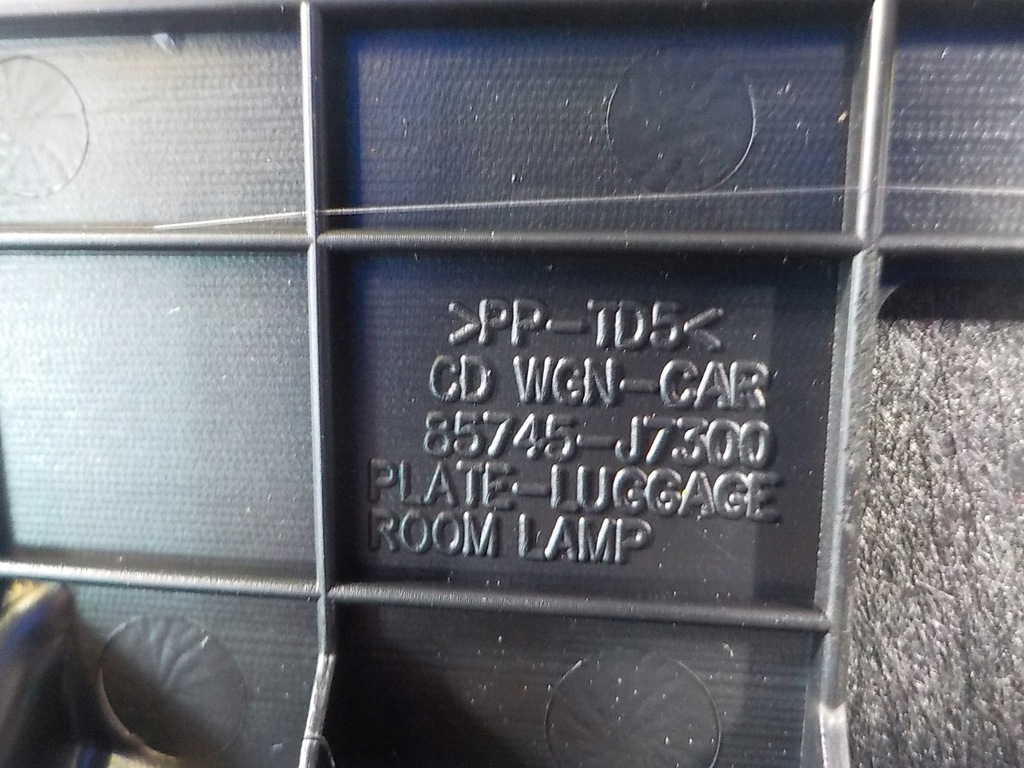 >PP-TD5<
CD WGN-CAR
85745-J7300
PLATE-LUGGAGE
ROOM LAMP